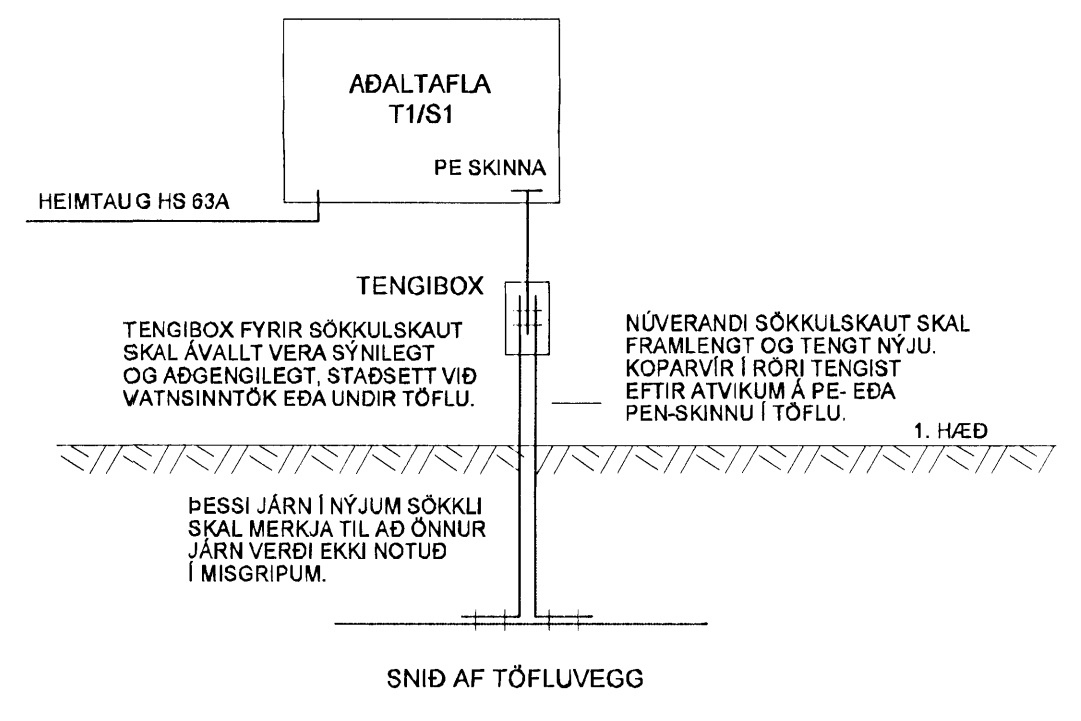 AÐALTAFLA
T1/S1
PE SKINNA
HEIMTAUG HS 63A
TENGIBOX
TENGIBOX FYRIR SÖKKULSKAUT
SKAL ÁVALLT VERA SÝNILEGT
OG AÐGENGILEGT, STAÐSETT VIÐ
VATNSINNTÖK EÐA UNDIR TÖFLU.
NÚVERANDI SÖKKULSKAUT SKAL
FRAMLENGT OG TENGT NÝJU.
KOPARVÍR Í RÖRI TENGIST
EFTIR ATVIKUM Á PE- EÐA
PEN-SKINNU Í TÖFLU.
1. HÆÐ
ÞESSI JÁRN Í NÝJUM SÖKKLI
SKAL MERKJA TIL AÐ ÖNNUR
JÁRN VERÐI EKKI NOTUÐ
Í MISGRIPUM.
SNIÐ AF TÖFLUVEGG